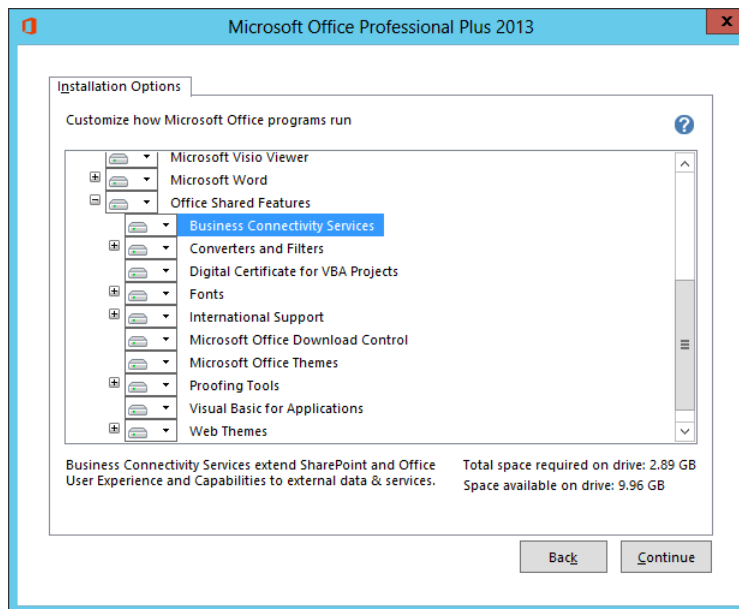 Microsoft Office Professional Plus 2013
x
Installation Options
Customize how Microsoft Office programs run
?
Microsoft Visio Viewer
Microsoft Word
Office Shared Features
Business Connectivity Services
Converters and Filters
Digital Certificate for VBA Projects
Fonts
International Support
Microsoft Office Download Control
Microsoft Office Themes
Proofing Tools
Visual Basic for Applications
Web Themes
Business Connectivity Services extend SharePoint and Office
User Experience and Capabilities to external data & services.
Total space required on drive: 2.89 GB
Space available on drive: 9.96 GB
Back
Continue